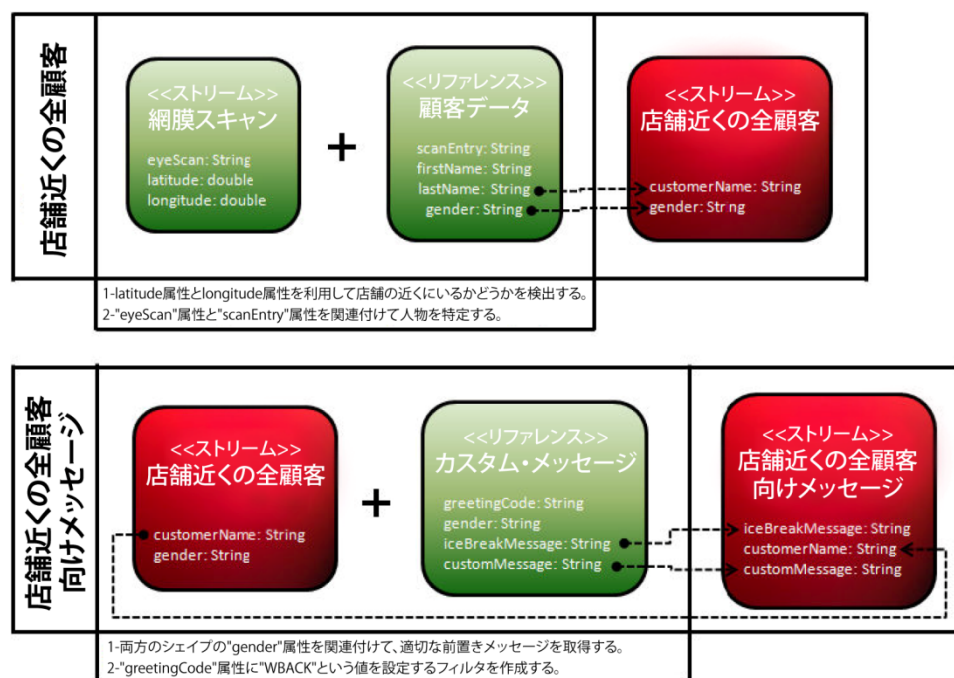 店舗近くの全顧客
<<ストリーム>>
網膜スキャン
eyeScan: String
latitude: double
longitude: double
+
<<リファレンス>>
顧客データ
scanEntry: String
firstName: String
lastName: String
gender: String
<<ストリーム>>
店舗近くの全顧客
customerName: String
gender: String
1-latitude属性とlongitude属性を利用して店舗の近くにいるかどうかを検出する。
2-"eyeScan"属性と"scanEntry"属性を関連付けて人物を特定する。
店舗近くの全顧客
向けメッセージ
<<ストリーム>>
店舗近くの全顧客
customerName: String
gender: String
+
<<リファレンス>>
カスタム・メッセージ
greetingCode: String
gender: String
iceBreakMessage: String
customMessage: String
<<ストリーム>>
店舗近くの全顧客
向けメッセージ
iceBreakMessage: String
customerName: String
customMessage: String
1-両方のシェイプの"gender"属性を関連付けて、適切な前置きメッセージを取得する。
2-"greetingCode"属性に"WBACK"という値を設定するフィルタを作成する。